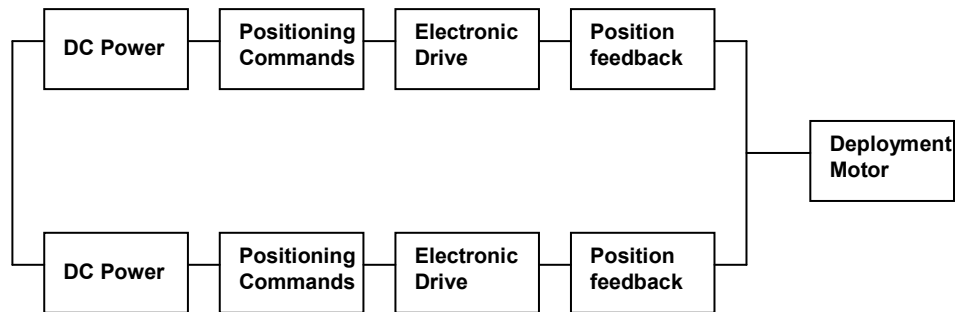 DC Power
Positioning
Commands
Electronic
Drive
Position
feedback
Deployment
Motor
DC Power
Positioning
Commands
Electronic
Drive
Position
feedback